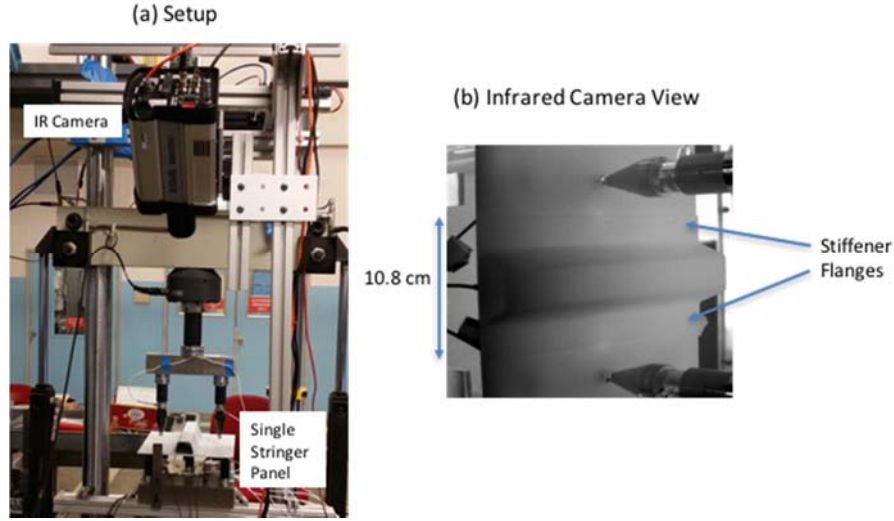 (a) Setup
IR Camera
(b) Infrared Camera View
10.8 cm
Stiffener
Flanges
Single
Stringer
Panel